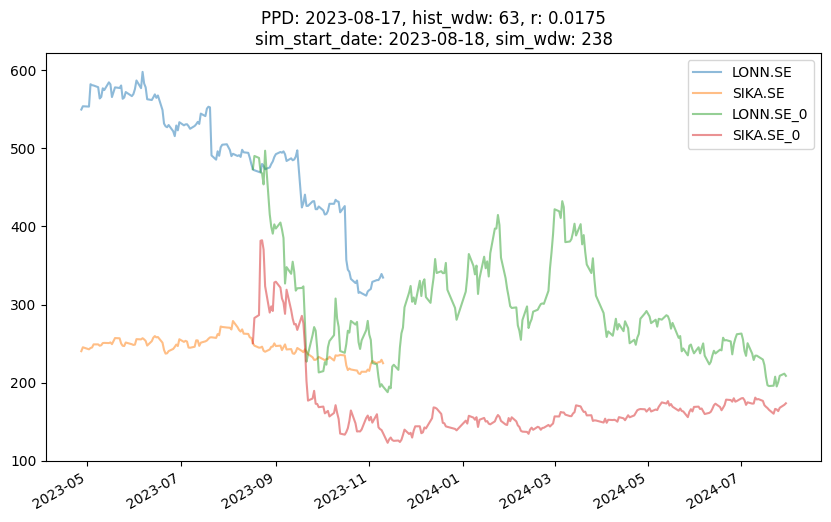 PPD: 2023-08-17, hist_wdw: 63, r: 0.0175
sim_start_date: 2023-08-18, sim_wdw: 238
LONN.SE
SIKA.SE
LONN.SE_0
SIKA.SE_0
600
500
400
300
200
100
2023-05
2023-07
2023-09
2023-11
2024-01
2024-03
2024-05
2024-07